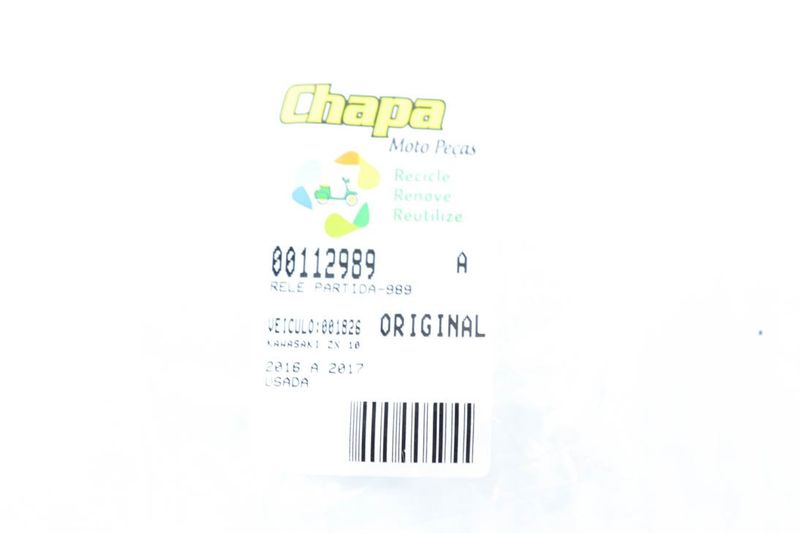 Chapa
Moto Peças
Recicle
Renove
Reutilize
00112989 A
RELE PARTIDA-989
VEICULO:001826 ORIGINAL
KAWASAKI ZX 10
2016 A 2017
USADA